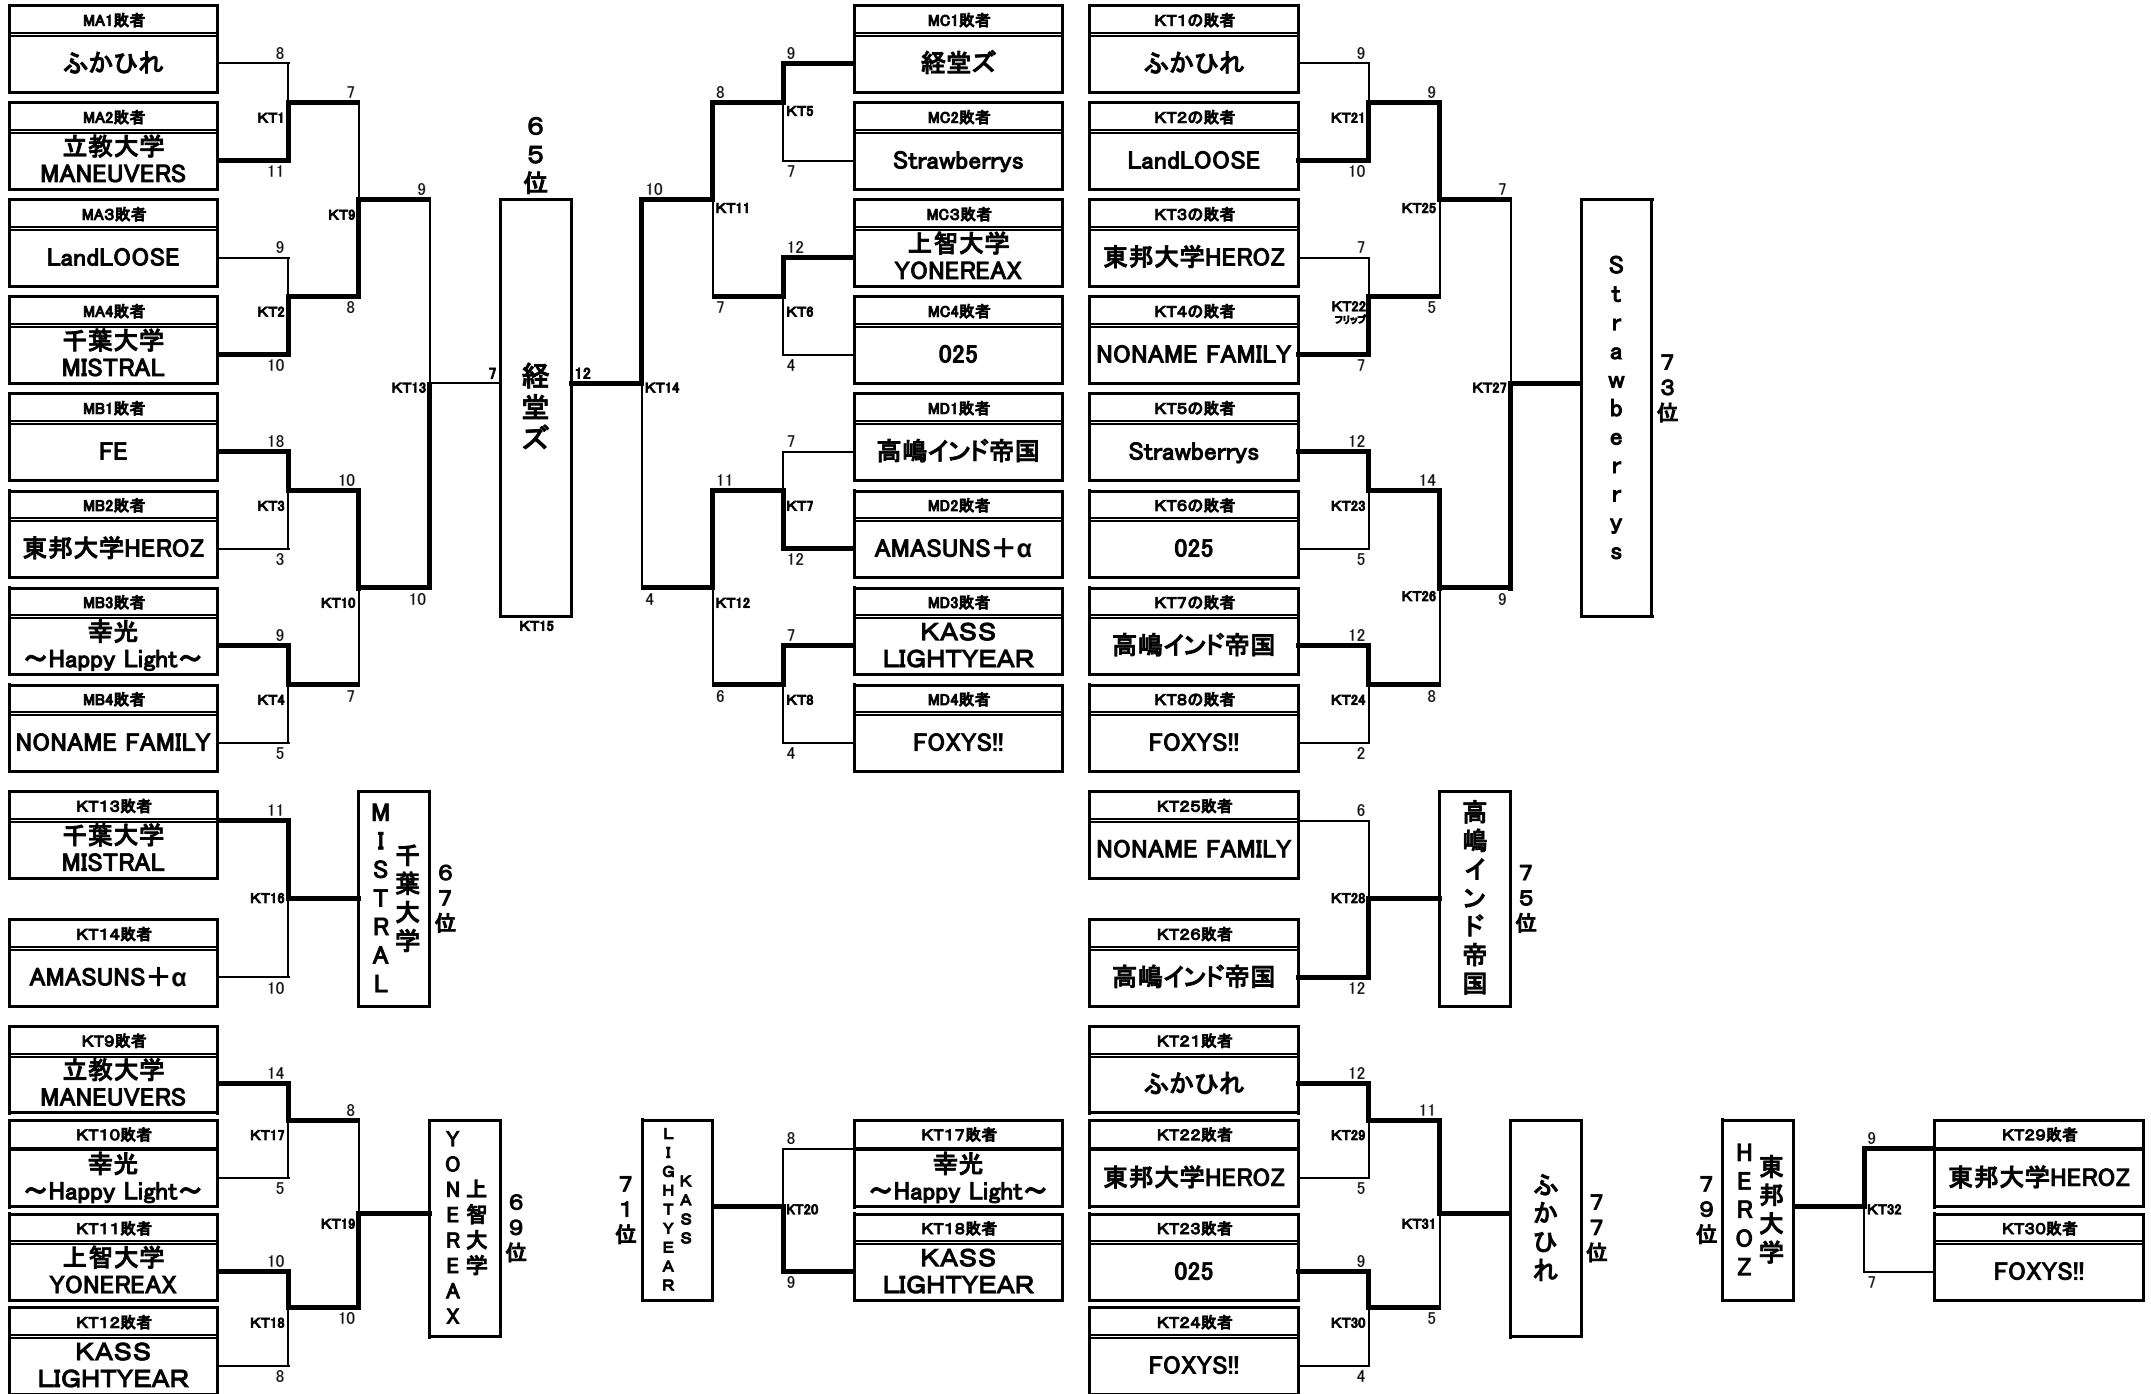 MA1敗者
ふかひれ
8
MA2敗者
立教大学
MANEUVERS
11
KT1
7
MA3敗者
LandLOOSE
9
MA4敗者
千葉大学
MISTRAL
10
KT2
8
KT9
9
MB1敗者
FE
18
MB2敗者
東邦大学HEROZ
3
KT3
10
MB3敗者
幸光
～Happy Light～
9
MB4敗者
NONAME FAMILY
5
KT4
7
KT10
10
KT13
7
65位
経堂ズ
KT15
12
KT14
10
4
KT11
8
7
KT12
11
6
MC1敗者
経堂ズ
9
KT5
MC2敗者
Strawberrys
7
MC3敗者
上智大学
YONEREAX
12
KT6
MC4敗者
025
4
MD1敗者
高嶋インド帝国
7
KT7
MD2敗者
AMASUNS＋α
12
MD3敗者
KASS
LIGHTYEAR
7
KT8
MD4敗者
FOXYS!!
4
KT1の敗者
ふかひれ
9
KT2の敗者
LandLOOSE
10
KT21
9
KT3の敗者
東邦大学HEROZ
7
KT4の敗者
NONAME FAMILY
7
KT22
フリップ
5
KT25
7
KT5の敗者
Strawberrys
12
KT6の敗者
025
5
KT23
14
KT7の敗者
高嶋インド帝国
12
KT8の敗者
FOXYS!!
2
KT24
8
KT26
9
KT27
Strawberrys
73位
KT13敗者
千葉大学
MISTRAL
11
KT14敗者
AMASUNS＋α
10
KT16
千葉大学
MISTRAL
67位
KT25敗者
NONAME FAMILY
6
KT26敗者
高嶋インド帝国
12
KT28
高嶋インド帝国
75位
KT9敗者
立教大学
MANEUVERS
14
KT10敗者
幸光
～Happy Light～
5
KT17
8
KT11敗者
上智大学
YONEREAX
10
KT12敗者
KASS
LIGHTYEAR
8
KT18
10
KT19
上智大学
YONEREAX
69位
71位
KASS
LIGHTYEAR
KT20
8
KT17敗者
幸光
～Happy Light～
9
KT18敗者
KASS
LIGHTYEAR
KT21敗者
ふかひれ
12
KT22敗者
東邦大学HEROZ
5
KT29
11
KT23敗者
025
9
KT24敗者
FOXYS!!
4
KT30
5
KT31
ふかひれ
77位
79位
東邦大学
HEROZ
KT32
9
KT29敗者
東邦大学HEROZ
7
KT30敗者
FOXYS!!